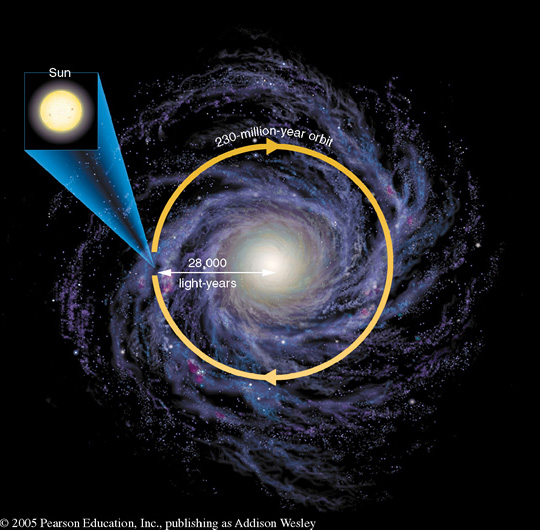 Sun
230-million-year orbit
28,000
light-years
© 2005 Pearson Education, Inc., publishing as Addison Wesley